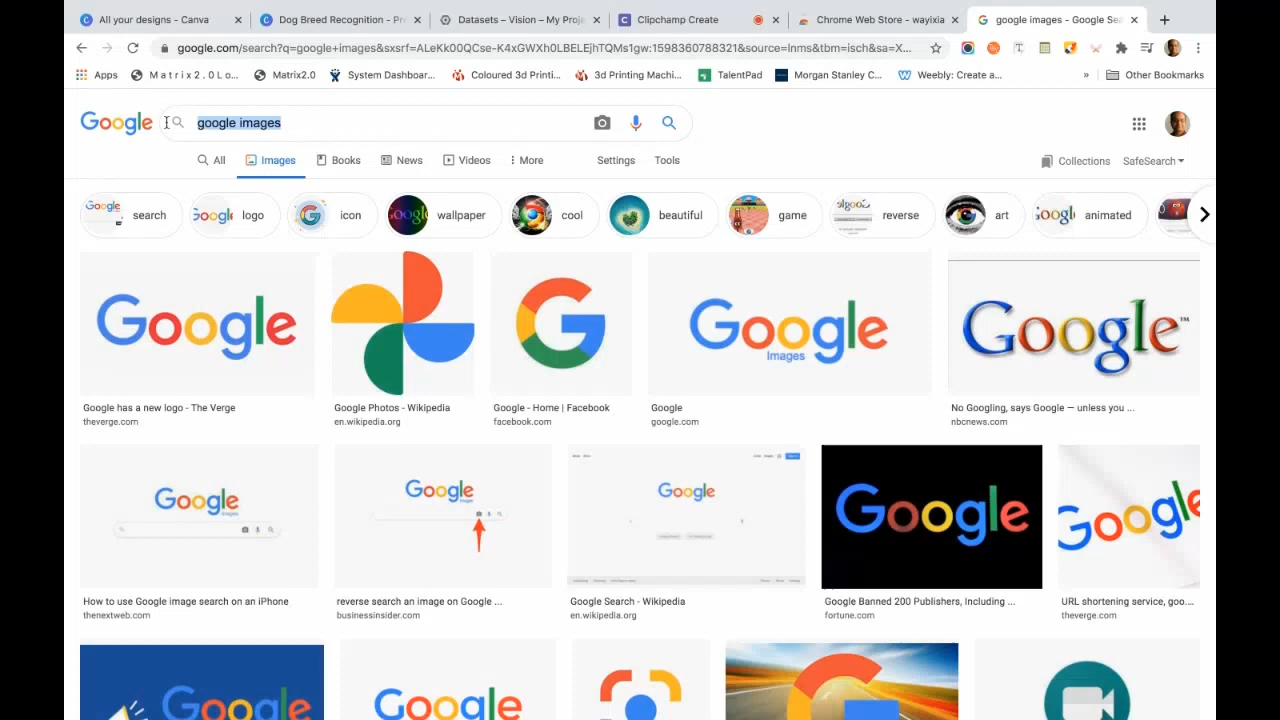 All your designs - Canva
Dog Breed Recognition - Pr
Datasets – Vision – My Proje
Clipchamp Create
Chrome Web Store - wayixia
google images - Google Sea
google.com/search?q=google+images&sxsrf=ALeKk00QCse-K4xGWXh0LBELEjhTQMs1gw:1598360788321&source=lnms&tbm=isch&sa=X...
Apps
M a t r i x 2 . 0 L o...
Matrix2.0
System Dashboar...
Coloured 3d Printi...
3d Printing Machi...
TalentPad
Morgan Stanley C...
Weebly: Create a...
»
Other Bookmarks
Google
google images
All
Images
Books
News
Videos
More
Settings
Tools
Collections
SafeSearch
search
logo
icon
wallpaper
cool
beautiful
game
reverse
art
animated
Google
Google
Images
Google™
Google has a new logo - The Verge
theverge.com
Google Photos - Wikipedia
en.wikipedia.org
Google - Home | Facebook
facebook.com
Google
google.com
No Googling, says Google — unless you ...
nbcnews.com
Google
Images
Google
Google
Google
Google
How to use Google image search on an iPhone
thenextweb.com
reverse search an image on Google ...
businessinsider.com
Google Search - Wikipedia
en.wikipedia.org
Google Banned 200 Publishers, Including ...
fortune.com
URL shortening service, goo....
theverge.com
Google
Google